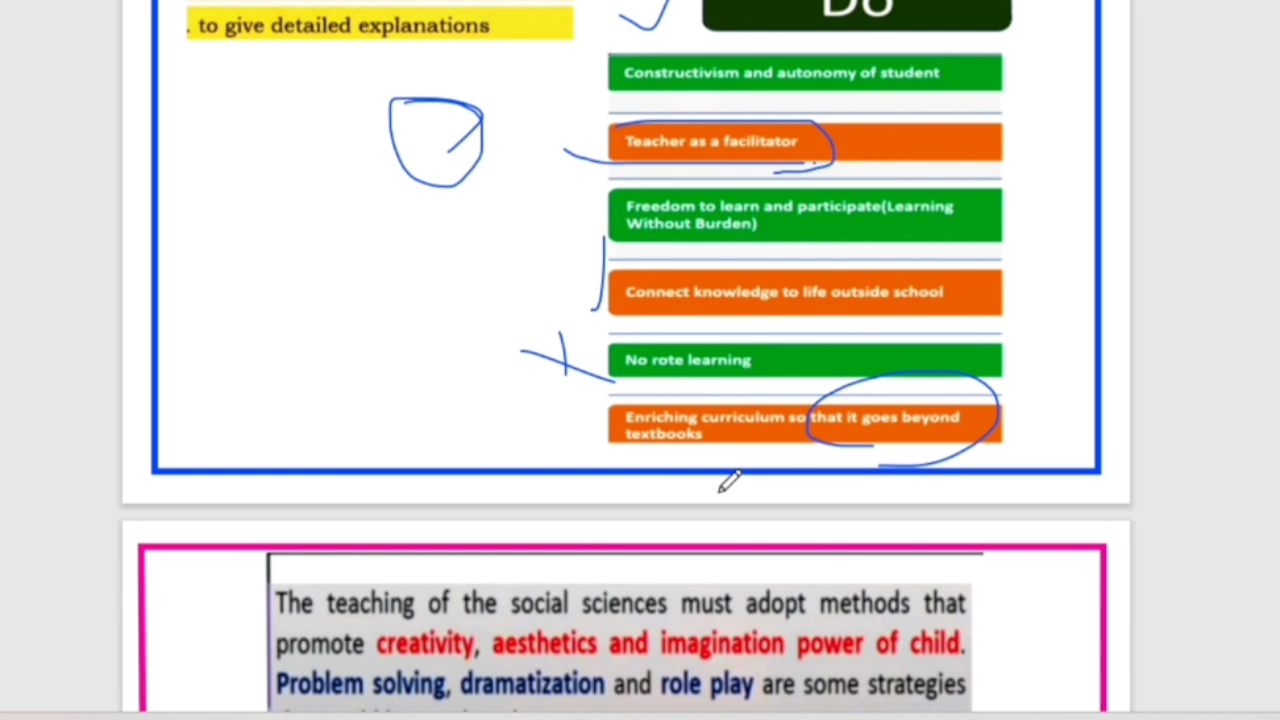 . to give detailed explanations
Do
Constructivism and autonomy of student
Teacher as a facilitator
Freedom to learn and participate(Learning
Without Burden)
Connect knowledge to life outside school
No rote learning
Enriching curriculum so that it goes beyond
textbooks
The teaching of the social sciences must adopt methods that
promote creativity, aesthetics and imagination power of child.
Problem solving, dramatization and role play are some strategies